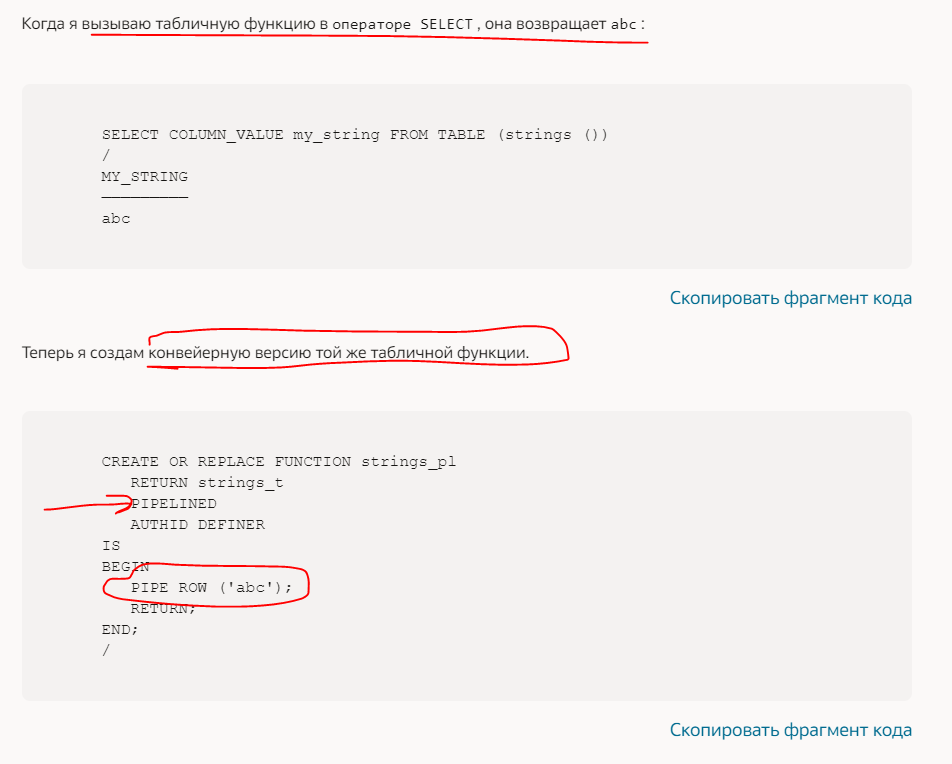 Когда я вызываю табличную функцию в операторе SELECT , она возвращает abc :
SELECT COLUMN_VALUE my_string FROM TABLE (strings ())
/
MY_STRING
—————————
abc
Скопировать фрагмент кода
Теперь я создам конвейерную версию той же табличной функции.
CREATE OR REPLACE FUNCTION strings_pl
RETURN strings_t
PIPELINED
AUTHID DEFINER
IS
BEGIN
PIPE ROW ('abc');
RETURN;
END;
/
Скопировать фрагмент кода